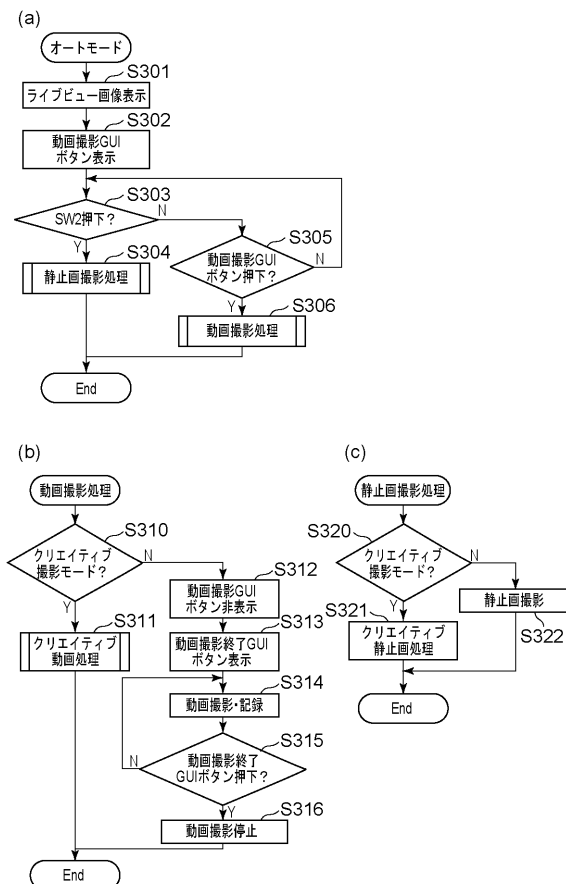 (a)
オートモード
S301
ライブビュー画像表示
S302
動画撮影GUI
ボタン表示
S303
SW2押下？
N
Y
S304
静止画撮影処理
S305
動画撮影GUI
ボタン押下？
N
Y
S306
動画撮影処理
End
(b)
動画撮影処理
S310
クリエイティブ
撮影モード？
N
Y
S311
クリエイティブ
動画処理
S312
動画撮影GUI
ボタン非表示
S313
動画撮影終了GUI
ボタン表示
S314
動画撮影・記録
S315
動画撮影終了
GUIボタン押下？
N
Y
S316
動画撮影停止
End
(c)
静止画撮影処理
S320
クリエイティブ
撮影モード？
N
Y
S321
クリエイティブ
静止画処理
静止画撮影
S322
End